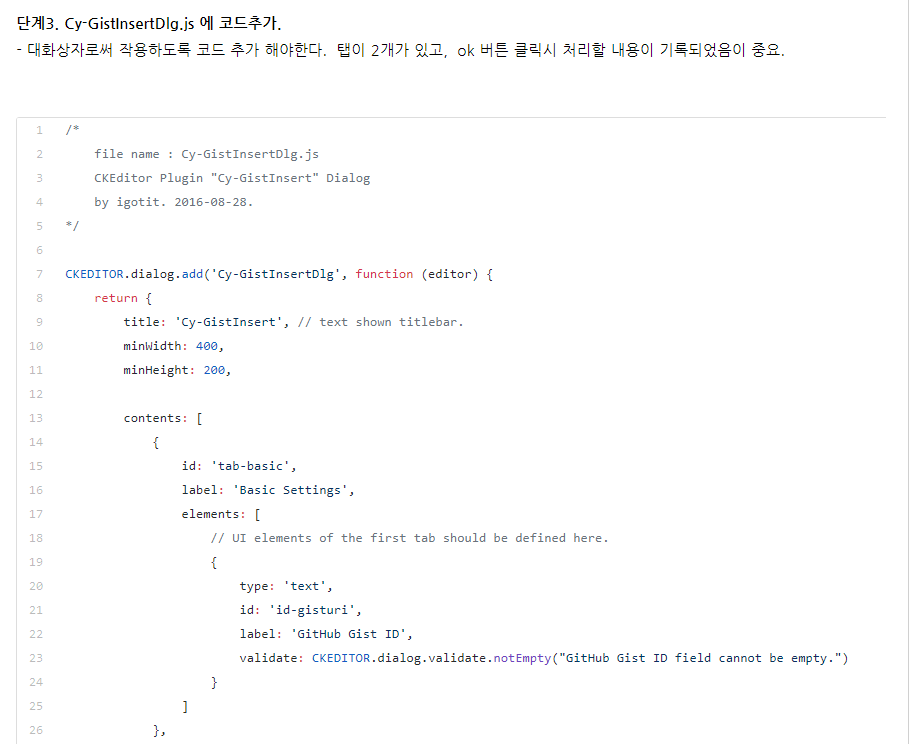 단계3. Cy-GistInsertDlg.js 에 코드추가.
- 대화상자로써 작용하도록 코드 추가 해야한다. 탭이 2개가 있고, ok 버튼 클릭시 처리할 내용이 기록되었음이 중요.
1 /*
2 file name : Cy-GistInsertDlg.js
3 CKEditor Plugin "Cy-GistInsert" Dialog
4 by igotit. 2016-08-28.
5 */
6
7 CKEDITOR.dialog.add('Cy-GistInsertDlg', function (editor) {
8 return {
9 title: 'Cy-GistInsert', // text shown titlebar.
10 minWidth: 400,
11 minHeight: 200,
12
13 contents: [
14 {
15 id: 'tab-basic',
16 label: 'Basic Settings',
17 elements: [
18 // UI elements of the first tab should be defined here.
19 {
20 type: 'text',
21 id: 'id-gisturi',
22 label: 'GitHub Gist ID',
23 validate: CKEDITOR.dialog.validate.notEmpty("GitHub Gist ID field cannot be empty.")
24 }
25 ]
26 },